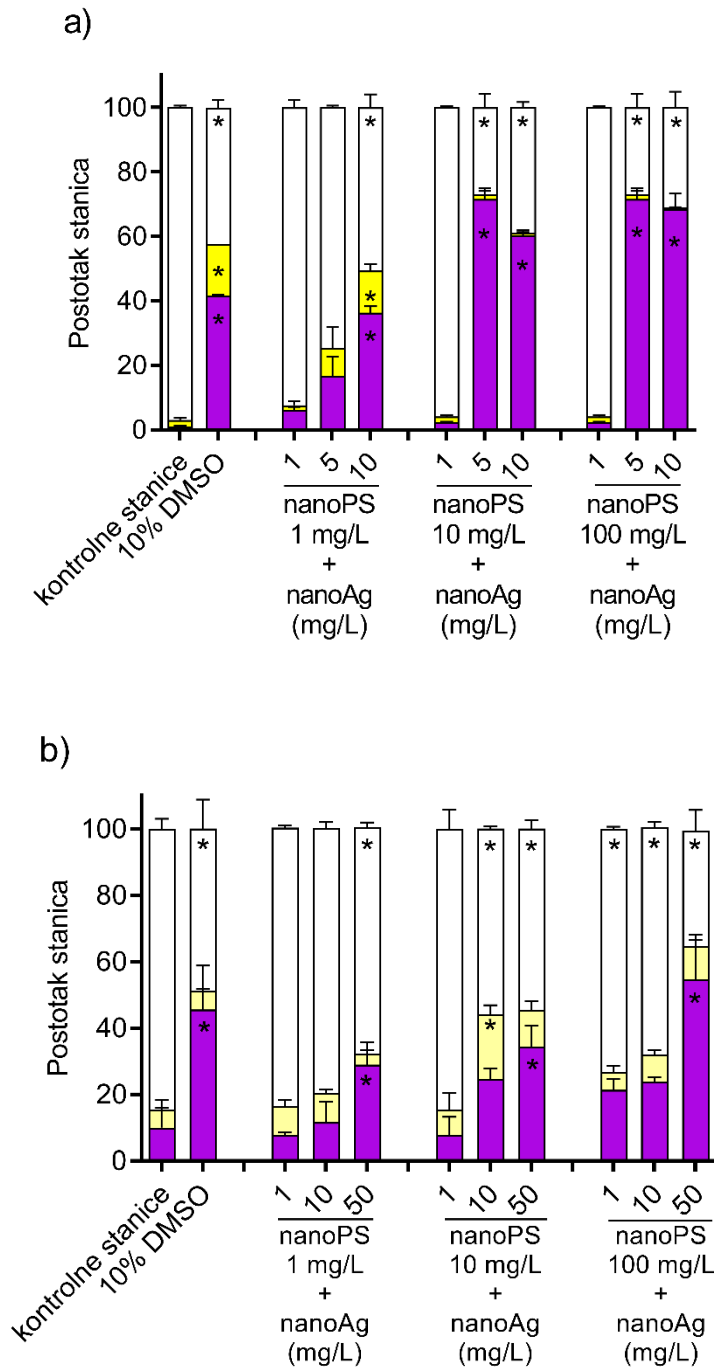 a)
Postotak stanica
100
80
60
40
20
0
kontrolne stanice
10% DMSO
1 5 10 1 5 10 1 5 10
nanoPS nanoPS nanoPS
1 mg/L 10 mg/L 100 mg/L
+ + +
nanoAg nanoAg nanoAg
(mg/L) (mg/L) (mg/L)
* * * * * * * * * * * * * *
b)
Postotak stanica
100
80
60
40
20
0
kontrolne stanice
10% DMSO
1 10 50 1 10 50 1 10 50
nanoPS nanoPS nanoPS
1 mg/L 10 mg/L 100 mg/L
+ + +
nanoAg nanoAg nanoAg
(mg/L) (mg/L) (mg/L)
* * * * * * * * * * * *